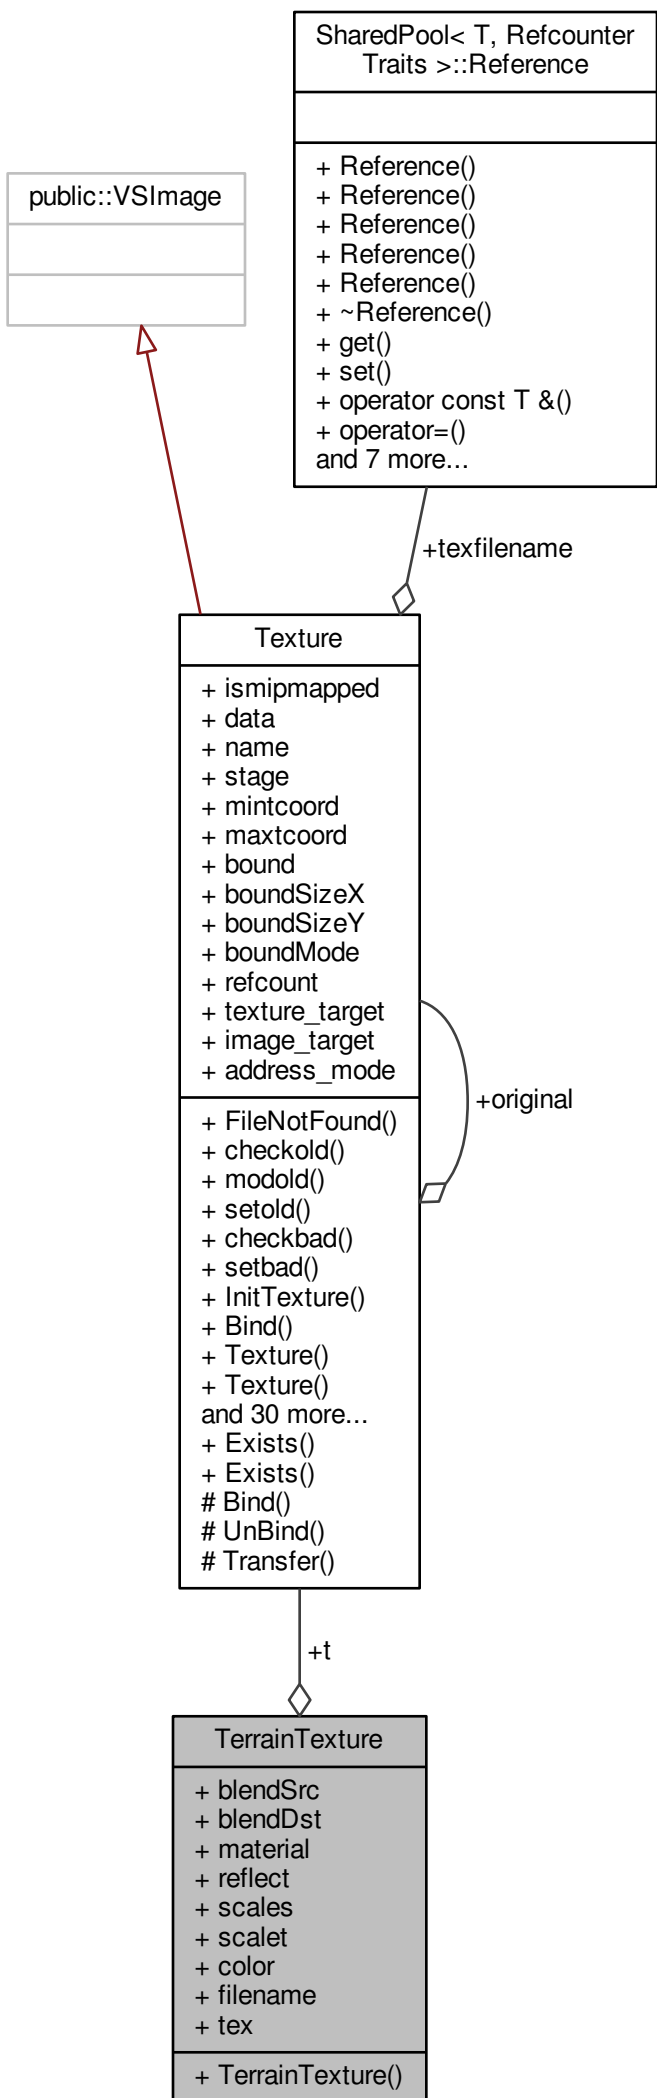 SharedPool< T, Refcounter
Traits >::Reference
+ Reference()
+ Reference()
+ Reference()
+ Reference()
+ Reference()
+ ~Reference()
+ get()
+ set()
+ operator const T &()
+ operator=()
and 7 more...
public::VSImage
+texfilename
Texture
+ ismipmapped
+ data
+ name
+ stage
+ mintcoord
+ maxtcoord
+ bound
+ boundSizeX
+ boundSizeY
+ boundMode
+ refcount
+ texture_target
+ image_target
+ address_mode
+ FileNotFound()
+ checkold()
+ modold()
+ setold()
+ checkbad()
+ setbad()
+ InitTexture()
+ Bind()
+ Texture()
+ Texture()
and 30 more...
+ Exists()
+ Exists()
# Bind()
# UnBind()
# Transfer()
+original
+t
TerrainTexture
+ blendSrc
+ blendDst
+ material
+ reflect
+ scales
+ scalet
+ color
+ filename
+ tex
+ TerrainTexture()